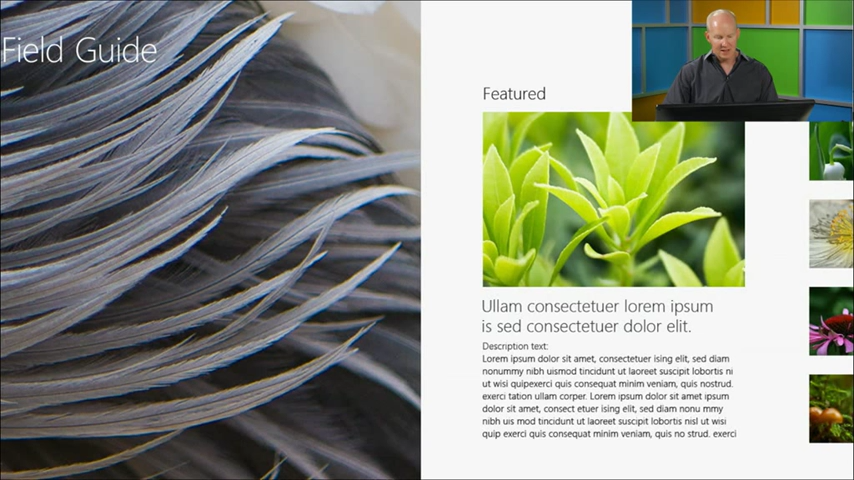 Field Guide
Featured
Ullam consectetuer lorem ipsum
is sed consectetuer dolor elit.
Description text:
Lorem ipsum dolor sit amet, consectetuer ising elit, sed diam
nonummy nibh uismod tincidunt ut laoreet suscipit lobortis ni
ut wisi quipexerci quis consequat minim veniam, quis nostrud.
exerci tation ullam corper. Lorem ipsum dolor sit amet ipsum
dolor sit amet, consect etuer ising elit, sed diam nonu mmy
nibh uis mod tincidunt ut laoreet suscipit lobortis nisl ut wisi
quip exerci quis consequat minim veniam, quis no strud. exerci